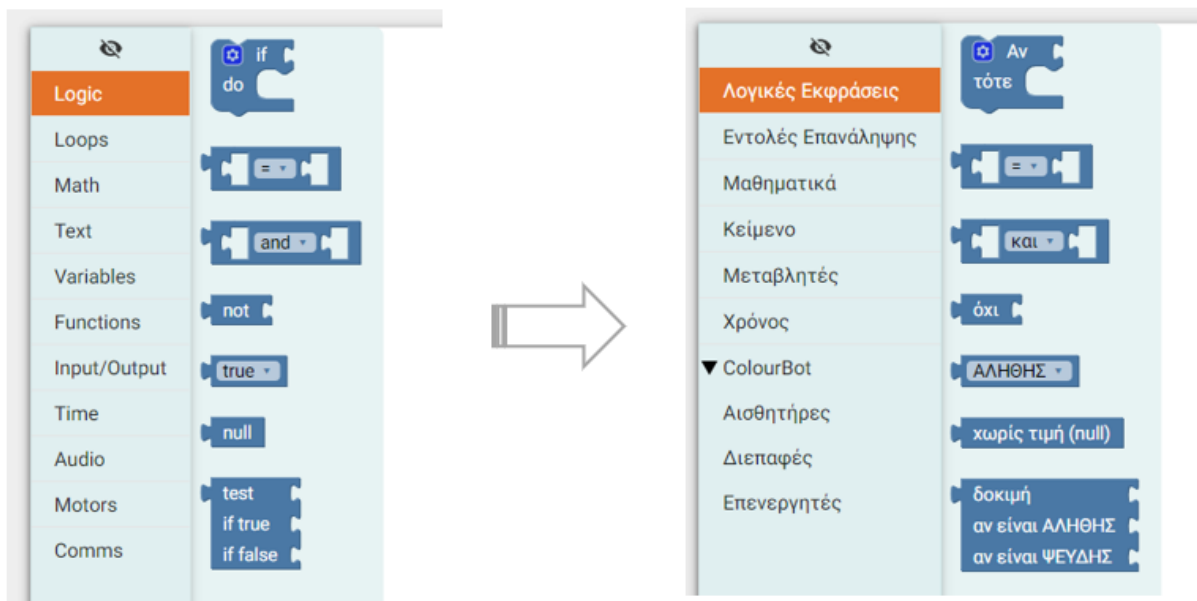 Logic
Loops
Math
Text
Variables
Functions
Input/Output
Time
Audio
Motors
Comms
if
do
=
and
not
true
null
test
if true
if false
Λογικές Εκφράσεις
Εντολές Επανάληψης
Μαθηματικά
Κείμενο
Μεταβλητές
Χρόνος
ColourBot
Αισθητήρες
Διεπαφές
Επενεργητές
Αν
τότε
=
και
όχι
ΑΛΗΘΗΣ
χωρίς τιμή (null)
δοκιμή
αν είναι ΑΛΗΘΗΣ
αν είναι ΨΕΥΔΗΣ